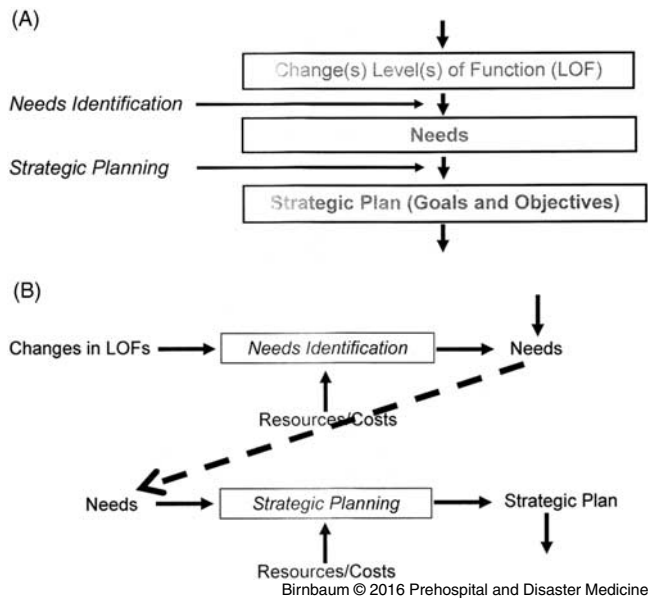 (A)
Change(s) Level(s) of Function (LOF)
Needs Identification
Needs
Strategic Planning
Strategic Plan (Goals and Objectives)
(B)
Changes in LOFs
Needs Identification
Needs
Resources/Costs
Needs
Strategic Planning
Strategic Plan
Resources/Costs
Birnbaum © 2016 Prehospital and Disaster Medicine